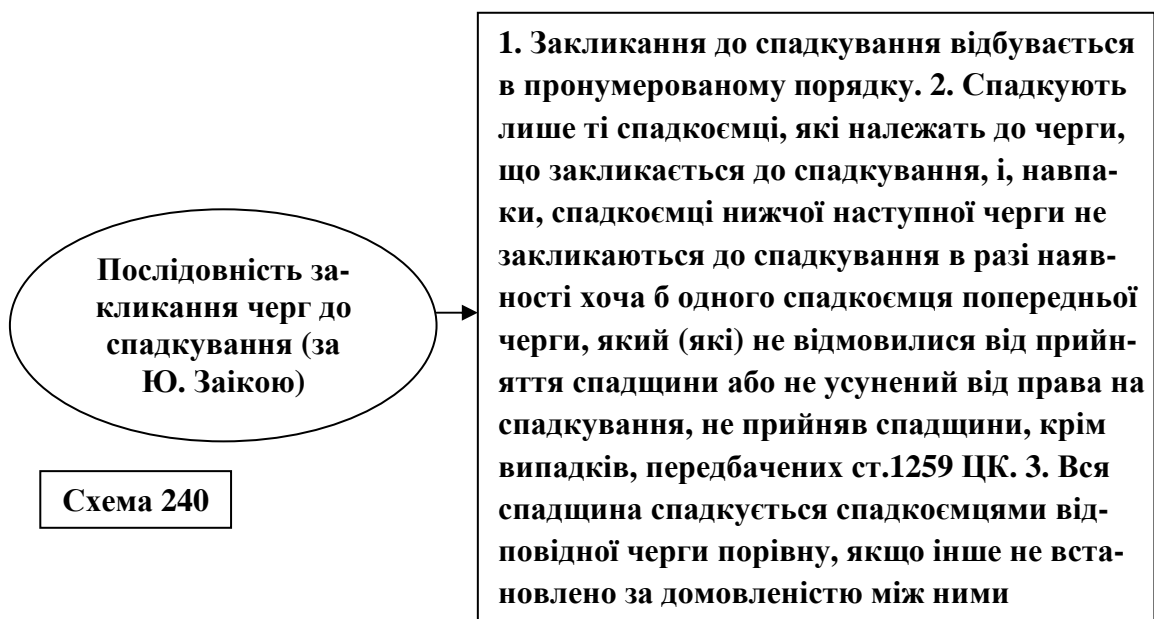 Послідовність за-
кликання черг до
спадкування (за
Ю. Заікою)
Схема 240
1. Закликання до спадкування відбувається
в пронумерованому порядку. 2. Спадкують
лише ті спадкоємці, які належать до черги,
що закликається до спадкування, і, навпа-
ки, спадкоємці нижчої наступної черги не
закликаються до спадкування в разі наяв-
ності хоча б одного спадкоємця попередньої
черги, який (які) не відмовилися від прийн-
яття спадщини або не усунений від права на
спадкування, не прийняв спадщини, крім
випадків, передбачених ст.1259 ЦК. 3. Вся
спадщина спадкується спадкоємцями від-
повідної черги порівну, якщо інше не вста-
новлено за домовленістю між ними